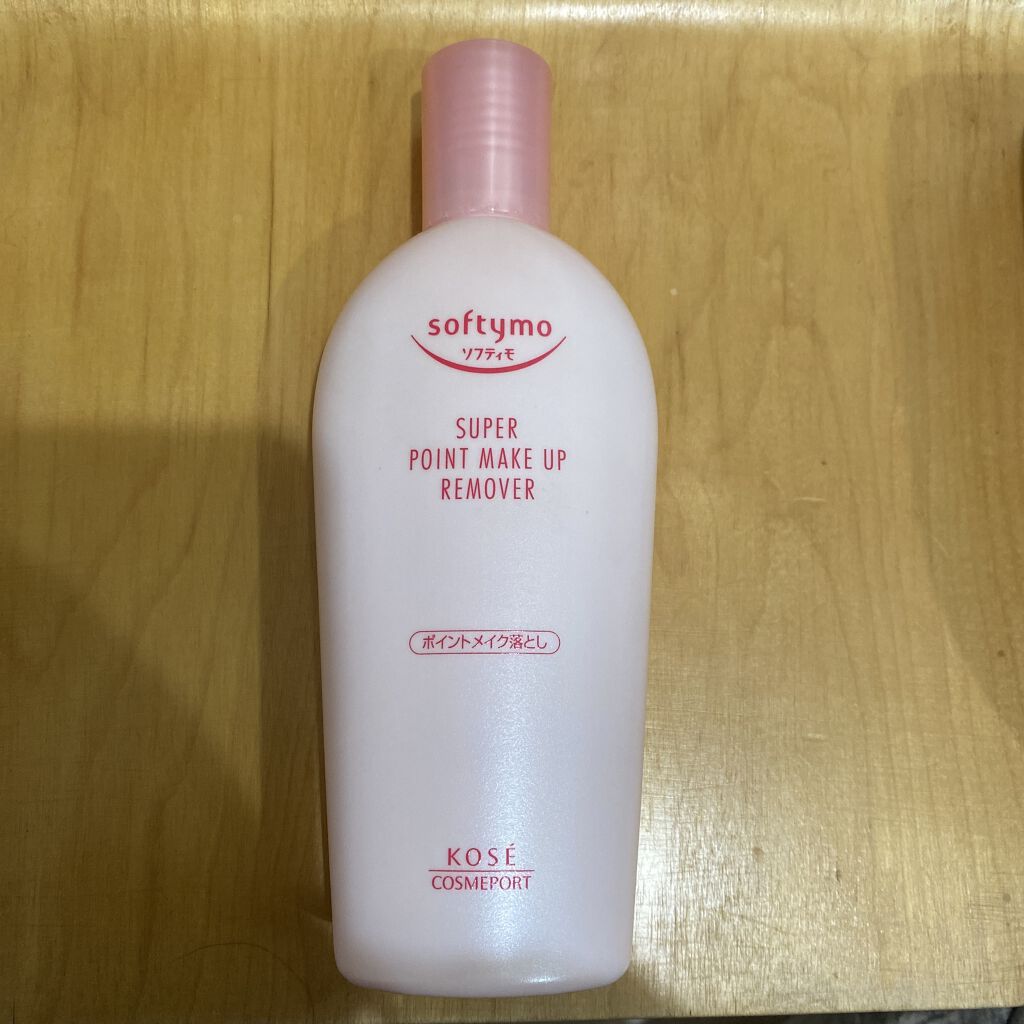 softymo
ソフティモ
SUPER
POINT MAKE UP
REMOVER
ポイントメイク落とし
KOSÉ
COSMEPORT